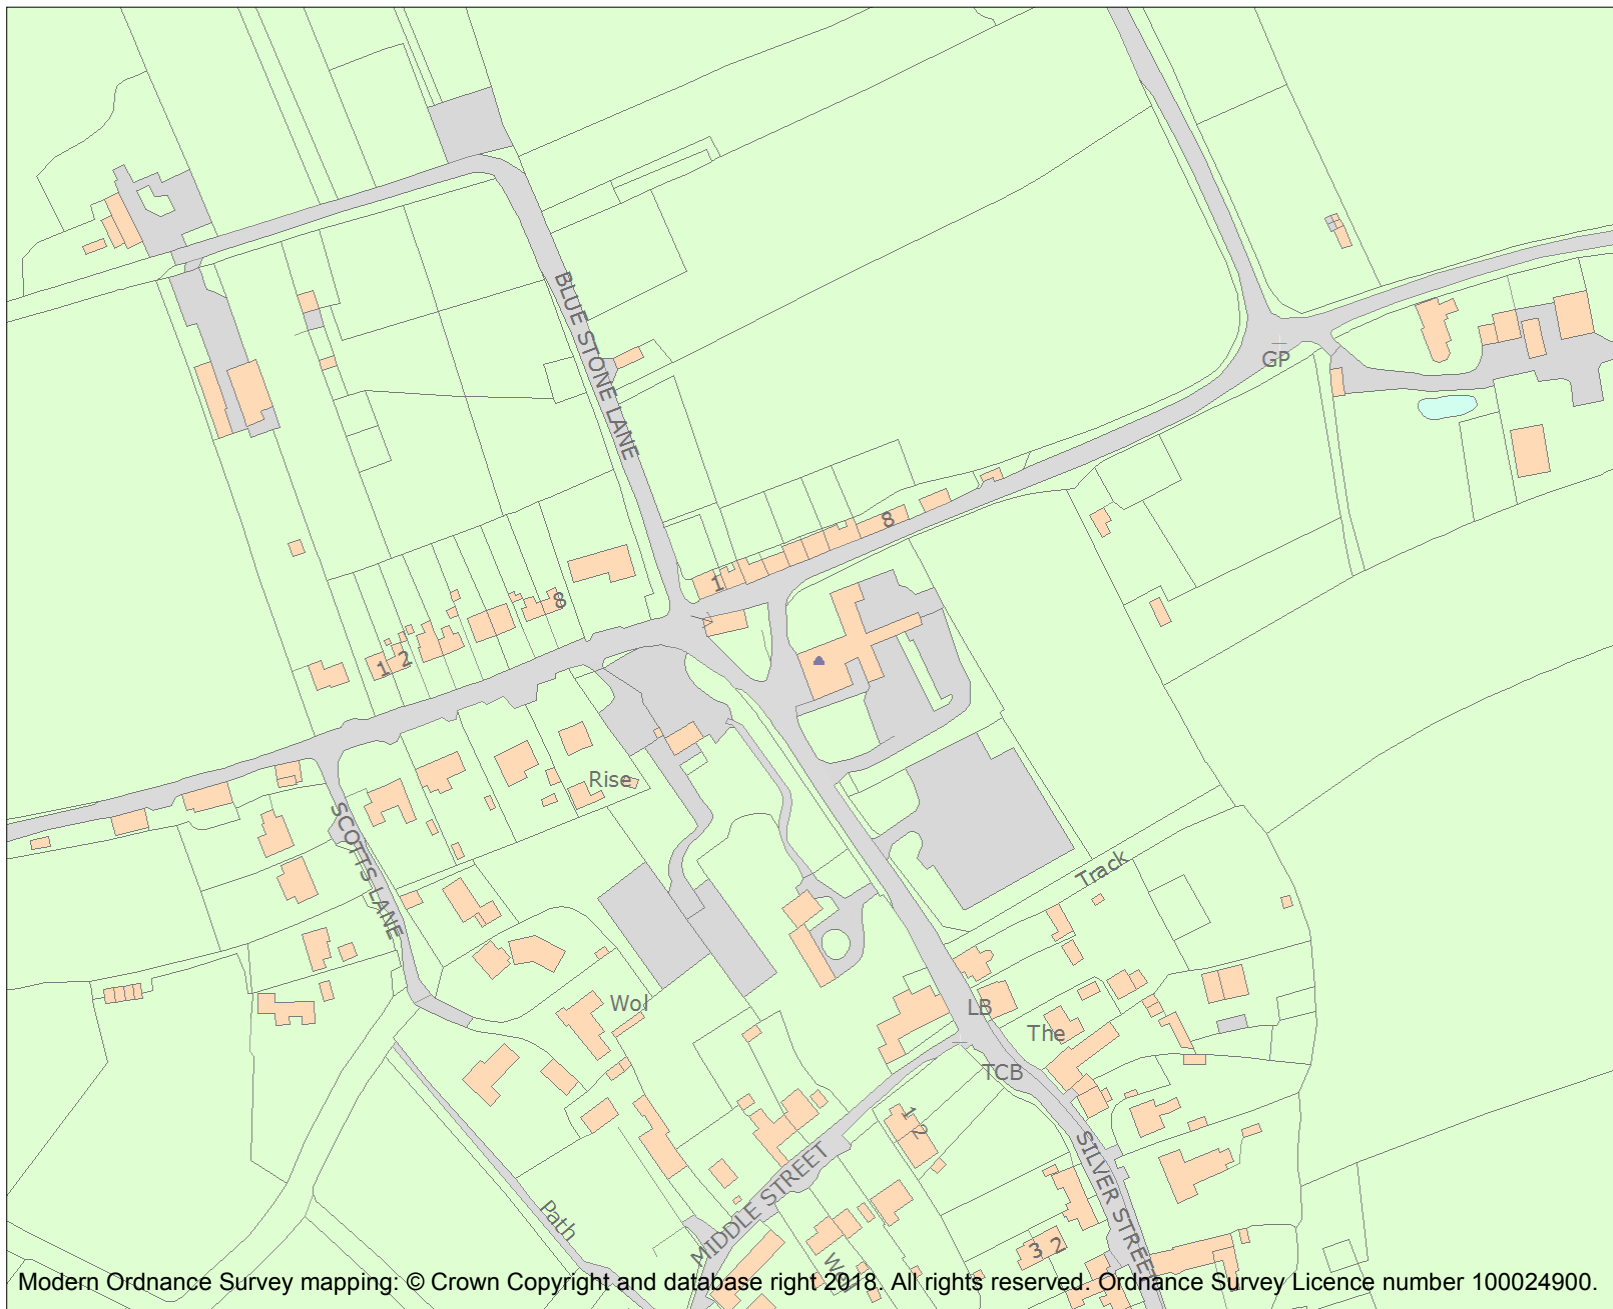 BLUE STONE LANE
GP
8
1
8
1 2
Rise
SCOTTS LANE
Track
Wol
LB
The
TCB
1
2
MIDDLE STREET
SILVER STREE
Path
3 2
Modern Ordnance Survey mapping: © Crown Copyright and database right 2018. All rights reserved. Ordnance Survey Licence number 100024900.